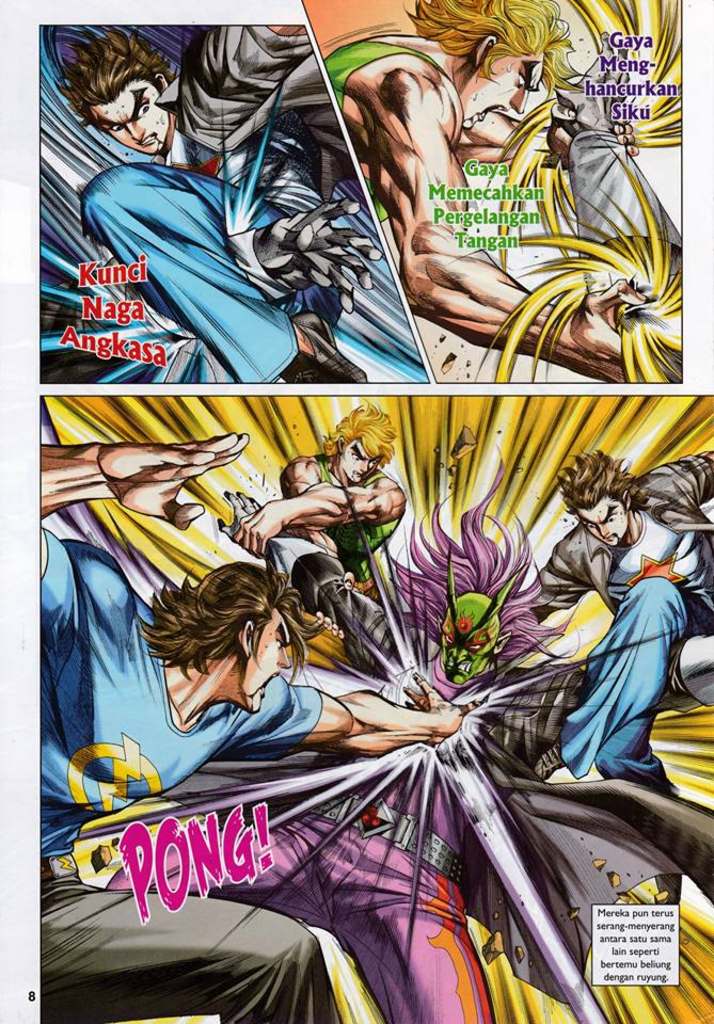 Kunci
Naga
Angkasa
Gaya
Meng-
hancurkan
Siku
Gaya
Memecahkan
Pergelangan
Tangan
PONG!
Mereka pun terus
serang-menyerang
antara satu sama
lain seperti
bertemu beliung
dengan ruyung.
8